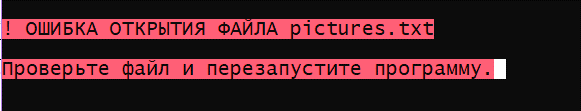 ! ОШИБКА ОТКРЫТИЯ ФАЙЛА pictures.txt
Проверьте файл и перезапустите программу.